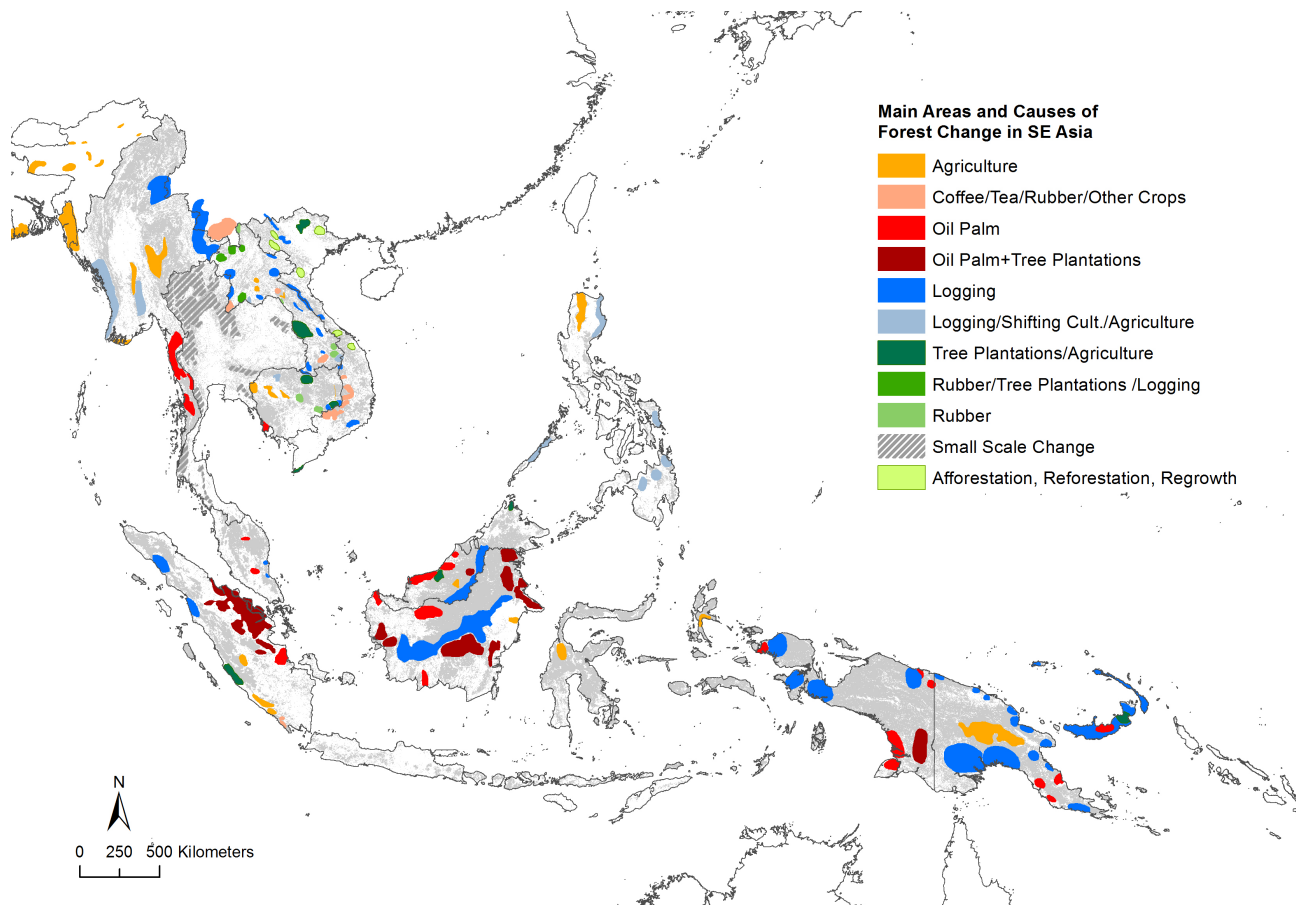 Main Areas and Causes of
Forest Change in SE Asia
Agriculture
Coffee/Tea/Rubber/Other Crops
Oil Palm
Oil Palm+Tree Plantations
Logging
Logging/Shifting Cult./Agriculture
Tree Plantations/Agriculture
Rubber/Tree Plantations /Logging
Rubber
Small Scale Change
Afforestation, Reforestation, Regrowth
N
0 250 500 Kilometers